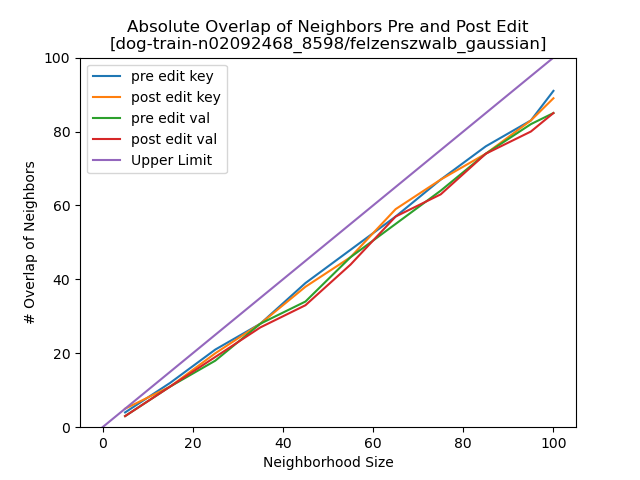 Absolute Overlap of Neighbors Pre and Post Edit
[dog-train-n02092468_8598/felzenszwalb_gaussian]
100
80
60
40
20
0
# Overlap of Neighbors
pre edit key
post edit key
pre edit val
post edit val
Upper Limit
0 20 40 60 80 100
Neighborhood Size